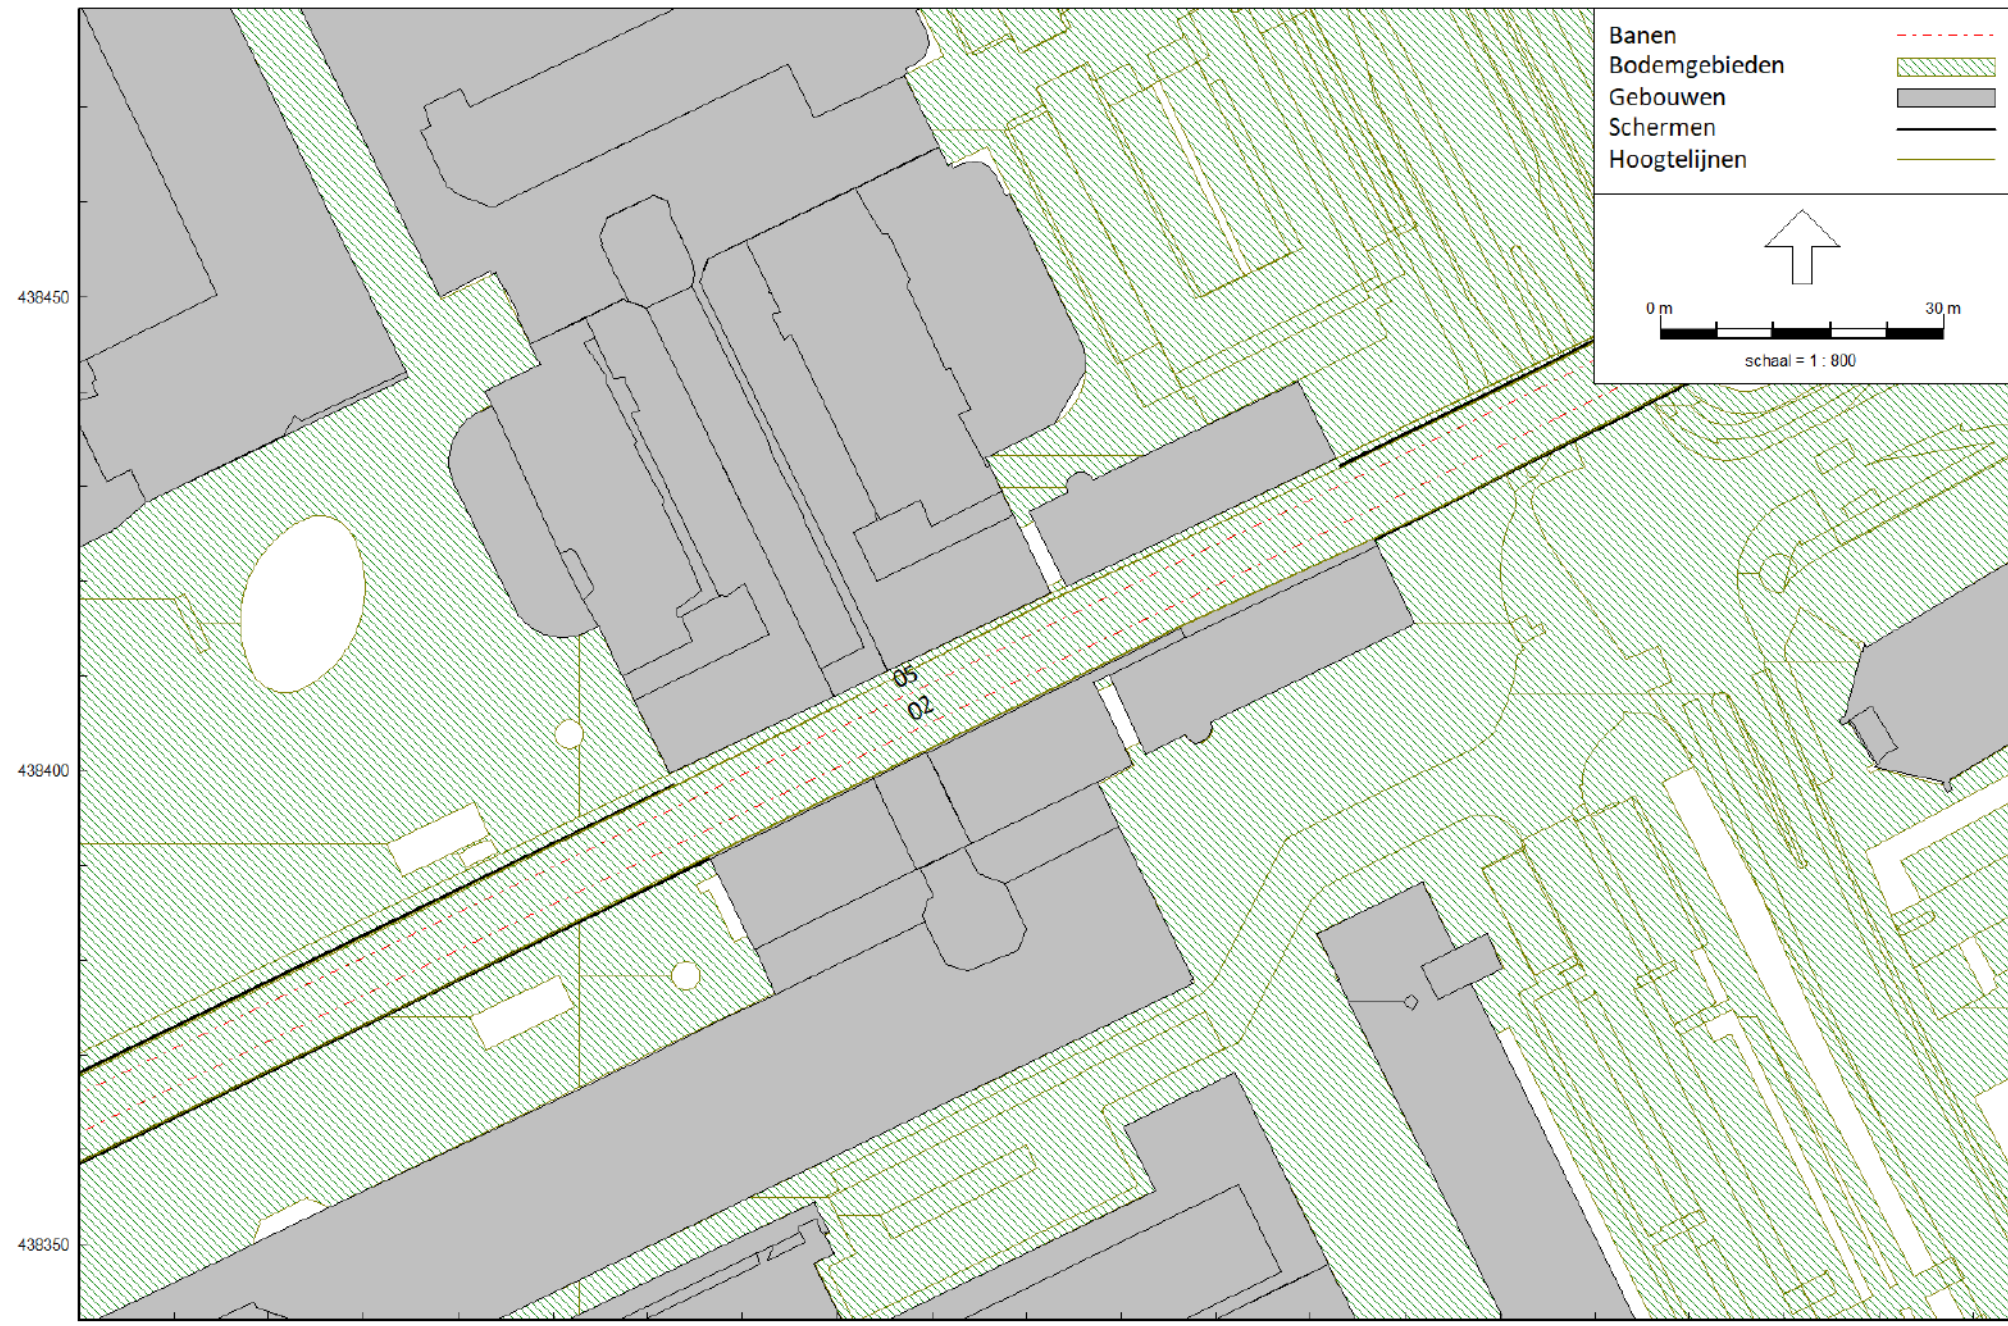 Banen
Bodemgebieden
Gebouwen
Schermen
Hoogtelijnen
0 m 30 m
schaal = 1 : 800
438450
05
02
438400
438350